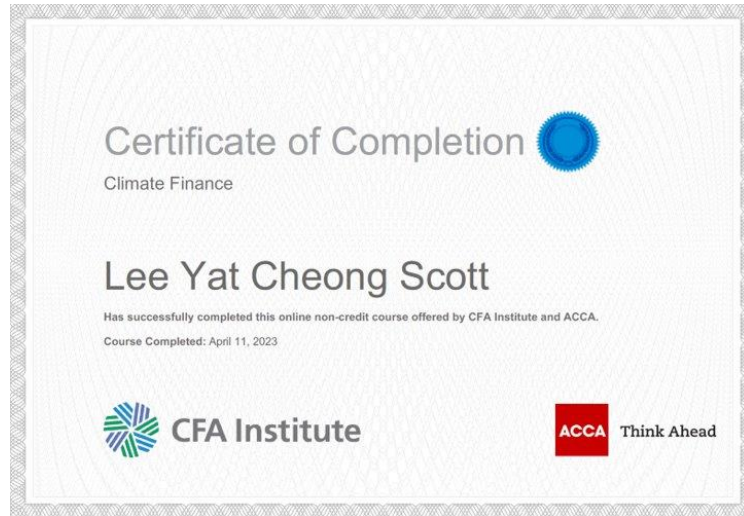 Certificate of Completion
Climate Finance
Lee Yat Cheong Scott
Has successfully completed this online non-credit course offered by CFA Institute and ACCA.
Course Completed: April 11, 2023
CFA Institute
ACCA Think Ahead